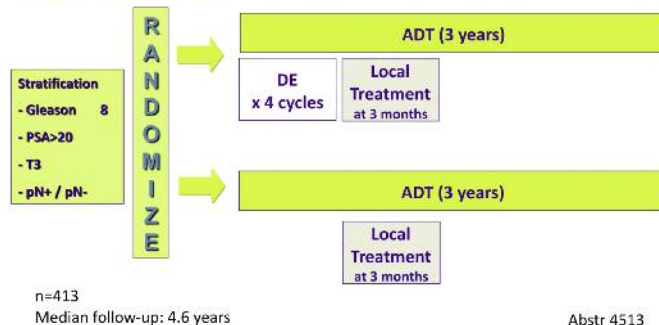 Stratification
- Gleason 8
- PSA>20
- T3
- pN+ / pN-
RANDOMIZE
ADT (3 years)
DE
x 4 cycles
Local
Treatment
at 3 months
ADT (3 years)
Local
Treatment
at 3 months
n=413
Median follow-up: 4.6 years
Abstr 4513